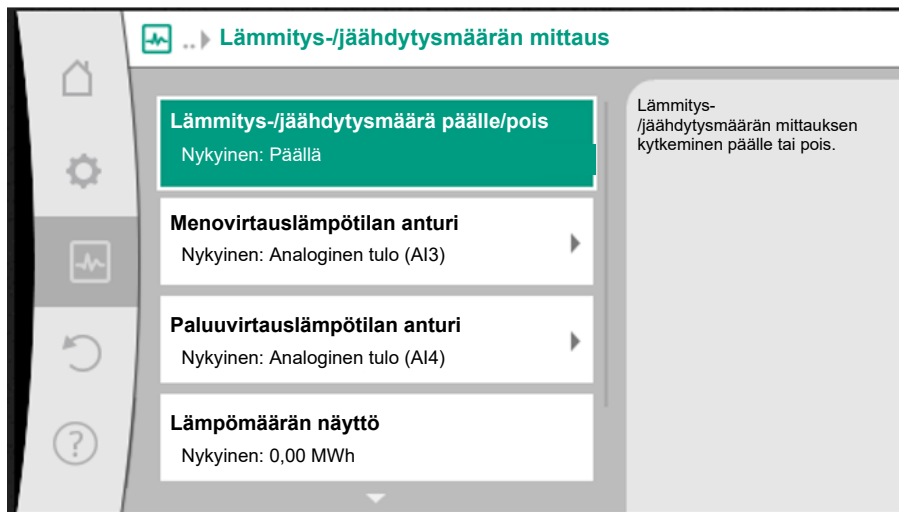 .. Lämmitys-/jäähdytysmäärän mittaus
Lämmitys-/jäähdytysmäärä päälle/pois
Nykyinen: Päällä
Menovirtauslämpötilan anturi
Nykyinen: Analoginen tulo (AI3)
Paluuvirtauslämpötilan anturi
Nykyinen: Analoginen tulo (AI4)
Lämpömäärän näyttö
Nykyinen: 0,00 MWh
Lämmitys-
/jäähdytysmäärän mittauksen
kytkeminen päälle tai pois.
?